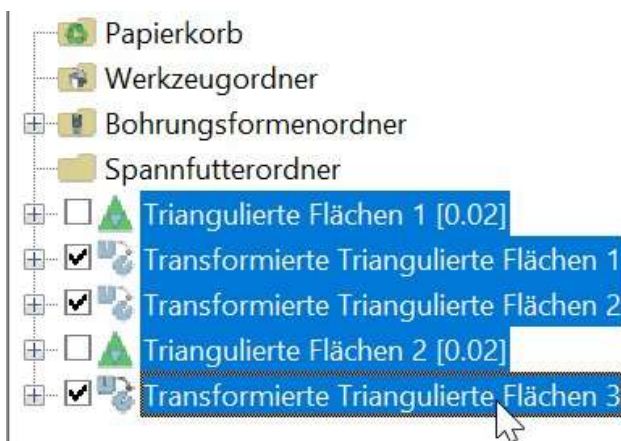 Papierkorb
Werkzeugordner
Bohrungsformenordner
Spannfutterordner
Triangulierte Flächen 1 [0.02]
Transformierte Triangulierte Flächen 1
Transformierte Triangulierte Flächen 2
Triangulierte Flächen 2 [0.02]
Transformierte Triangulierte Flächen 3